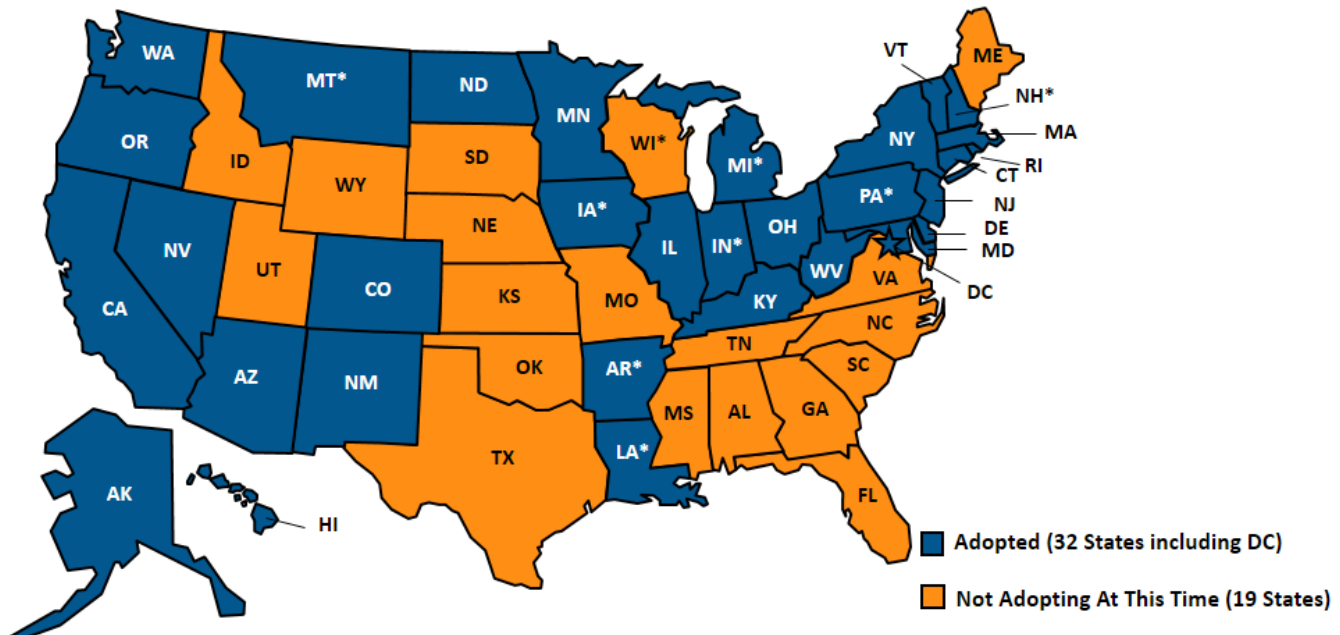 WA
MT*
ND
MN
VT
ME
NH*
MA
OR
ID
WY
SD
WI*
MI*
NY
RI
CT
NJ
NV
UT
NE
IA*
IL
IN*
OH
PA*
DE
MD
DC
CA
CO
KS
MO
KY
WV
VA
NC
AZ
NM
OK
AR*
TN
SC
TX
LA*
MS
AL
GA
FL
AK
HI
Adopted (32 States including DC)
Not Adopting At This Time (19 States)